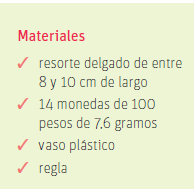 Materiales
✓ resorte delgado de entre
8 y 10 cm de largo
✓ 14 monedas de 100
pesos de 7,6 gramos
✓ vaso plástico
✓ regla